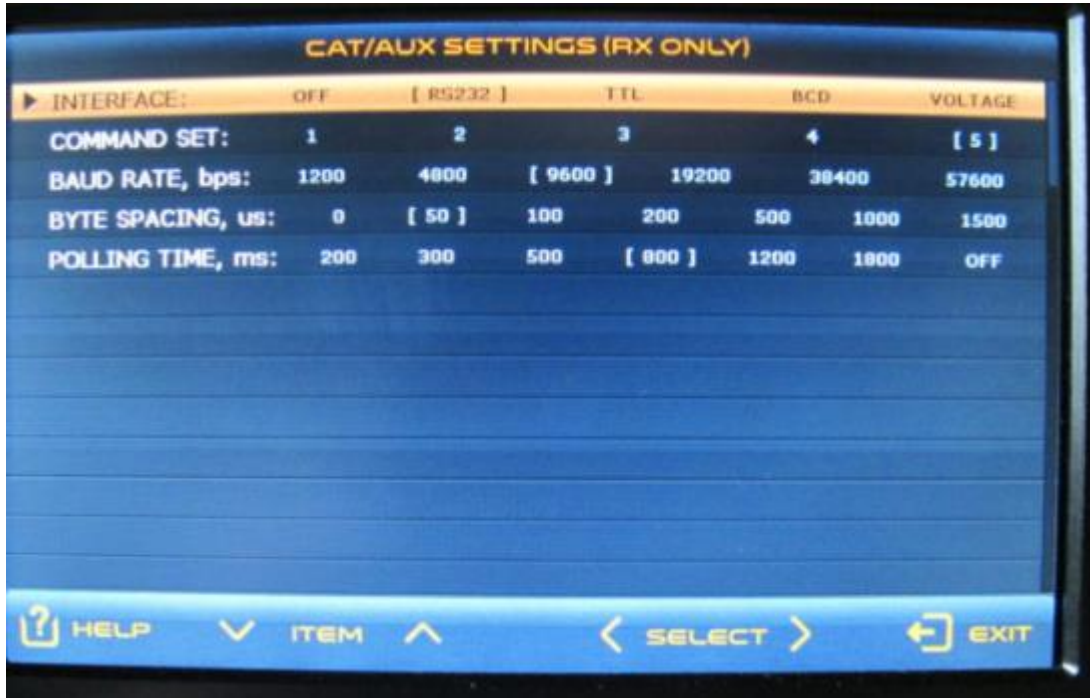 CAT/AUX SETTINGS (RX ONLY)
INTERFACE: OFF [ RS232 ] TTL BCD VOLTAGE
COMMAND SET: 1 2 3 4 [ 5 ]
BAUD RATE, bps: 1200 4800 [ 9600 ] 19200 38400 57600
BYTE SPACING, us: 0 [ 50 ] 100 200 500 1000 1500
POLLING TIME, ms: 200 300 500 [ 800 ] 1200 1800 OFF
? HELP ITEM SELECT EXIT